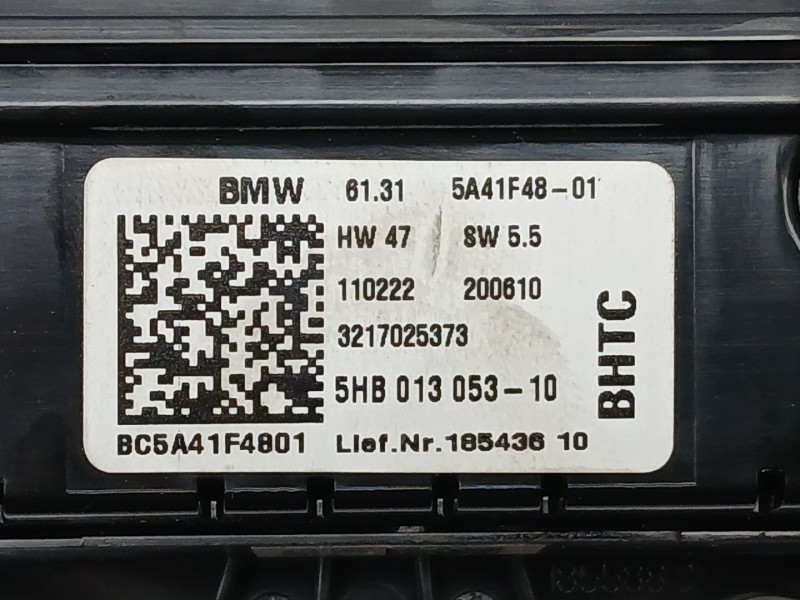 BMW 61.31 5A41F48-01
HW 47 SW 5.5
110222 200610
3217025373
5HB 013 053-10
BHTC
BC5A41F4801 Lief.Nr.185436 10